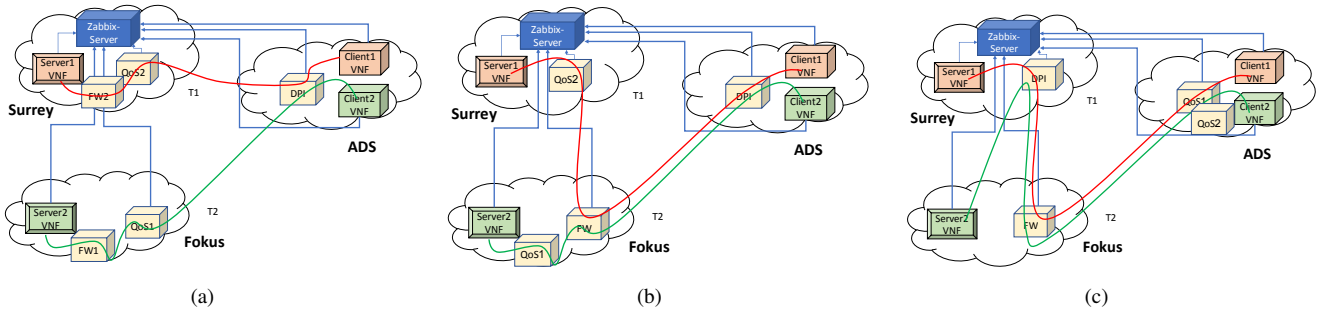 Zabbix-
Server
Server1
VNF
QoS2
FW2
Client1
VNF
T1
DPI
Client2
VNF
Surrey
ADS
Server2
VNF
QoS1
T2
FW1
Fokus
(a)
Zabbix-
Server
Server1
VNF
QoS2
Client1
VNF
T1
DPI
Client2
VNF
Surrey
ADS
Server2
VNF
FW
T2
QoS1
Fokus
(b)
Zabbix-
Server
Server1
VNF
DPI
Client1
VNF
T1
QoS1
Client2
VNF
QoS2
Surrey
ADS
Server2
VNF
FW
T2
Fokus
(c)